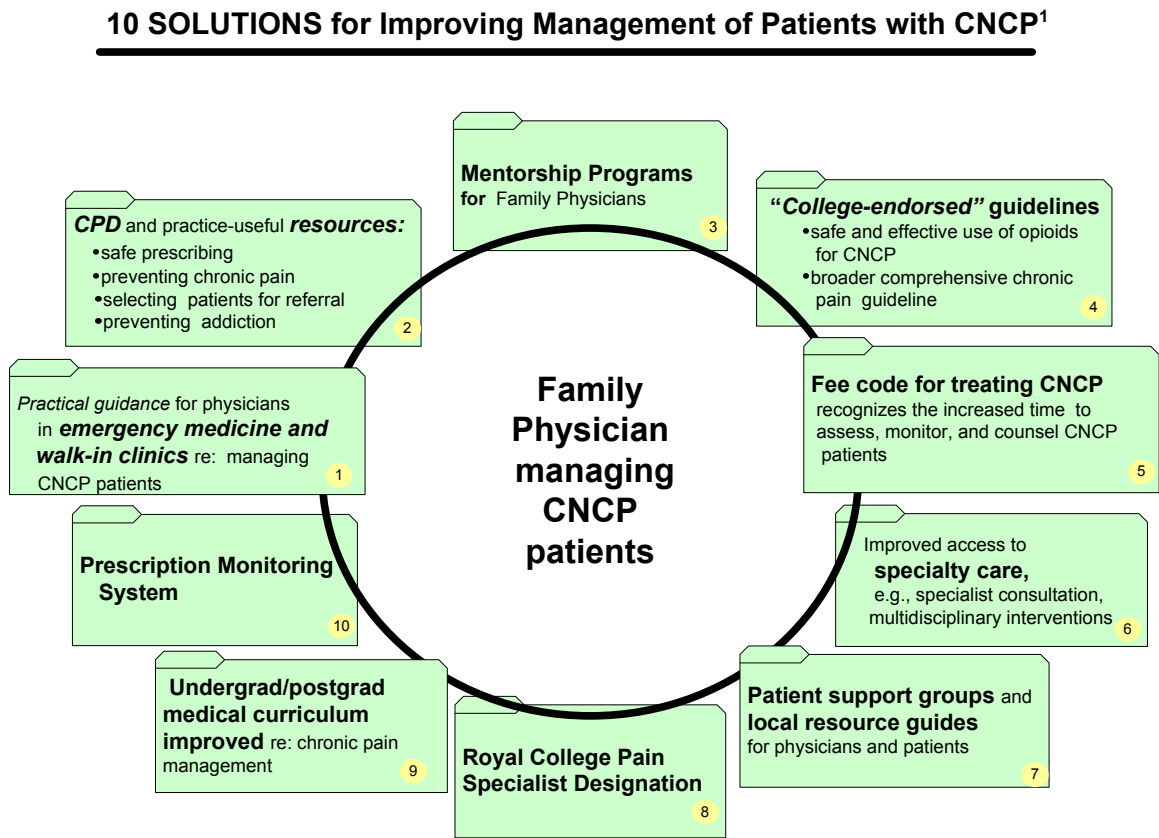 10 SOLUTIONS for Improving Management of Patients with CNCP¹
Mentorship Programs
for Family Physicians
3
CPD and practice-useful resources:
•safe prescribing
•preventing chronic pain
•selecting patients for referral
•preventing addiction
2
“College-endorsed” guidelines
•safe and effective use of opioids
for CNCP
•broader comprehensive chronic
pain guideline
4
Practical guidance for physicians
in emergency medicine and
walk-in clinics re: managing
CNCP patients
1
Family
Physician
managing
CNCP
patients
Fee code for treating CNCP
recognizes the increased time to
assess, monitor, and counsel CNCP
patients
5
Prescription Monitoring
System
10
Improved access to
specialty care,
e.g., specialist consultation,
multidisciplinary interventions
6
Undergrad/postgrad
medical curriculum
improved re: chronic pain
management
9
Royal College Pain
Specialist Designation
8
Patient support groups and
local resource guides
for physicians and patients
7